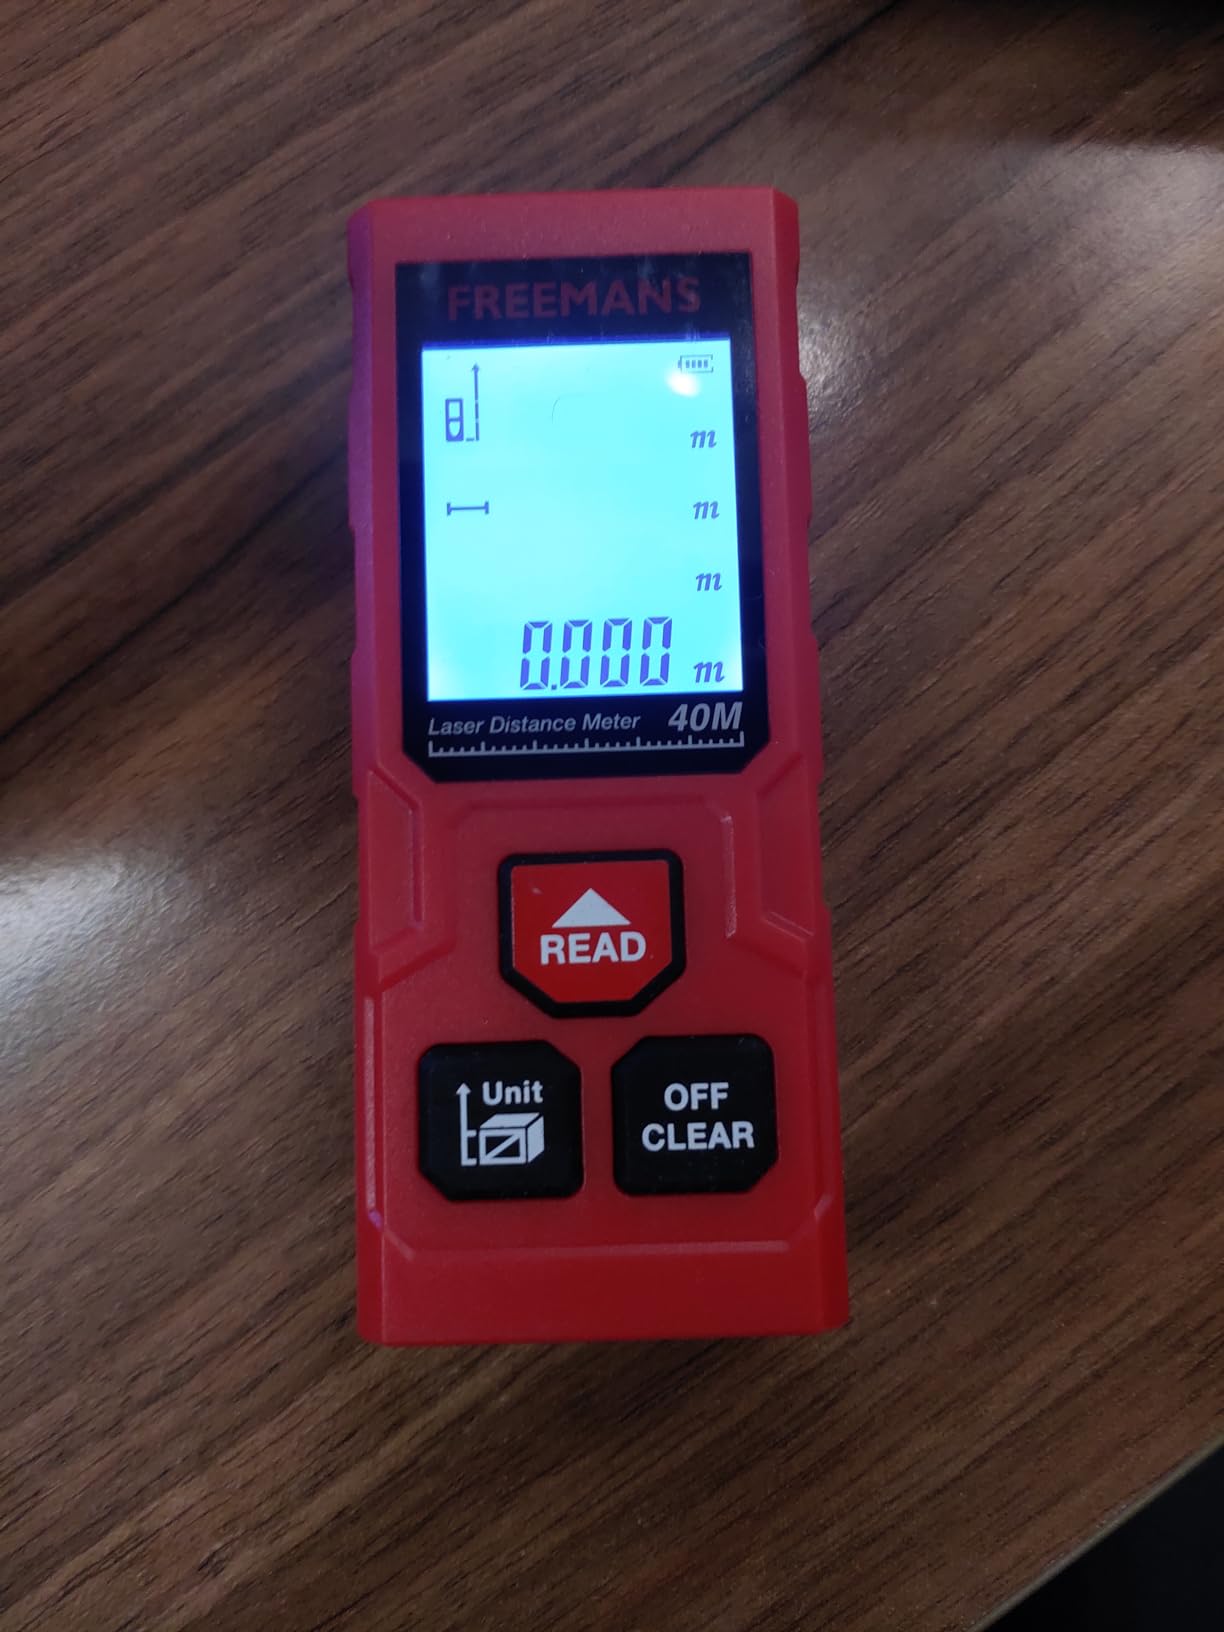 FREEMANS
m
m
m
0.000 m
Laser Distance Meter 40M
READ
Unit
OFF
CLEAR